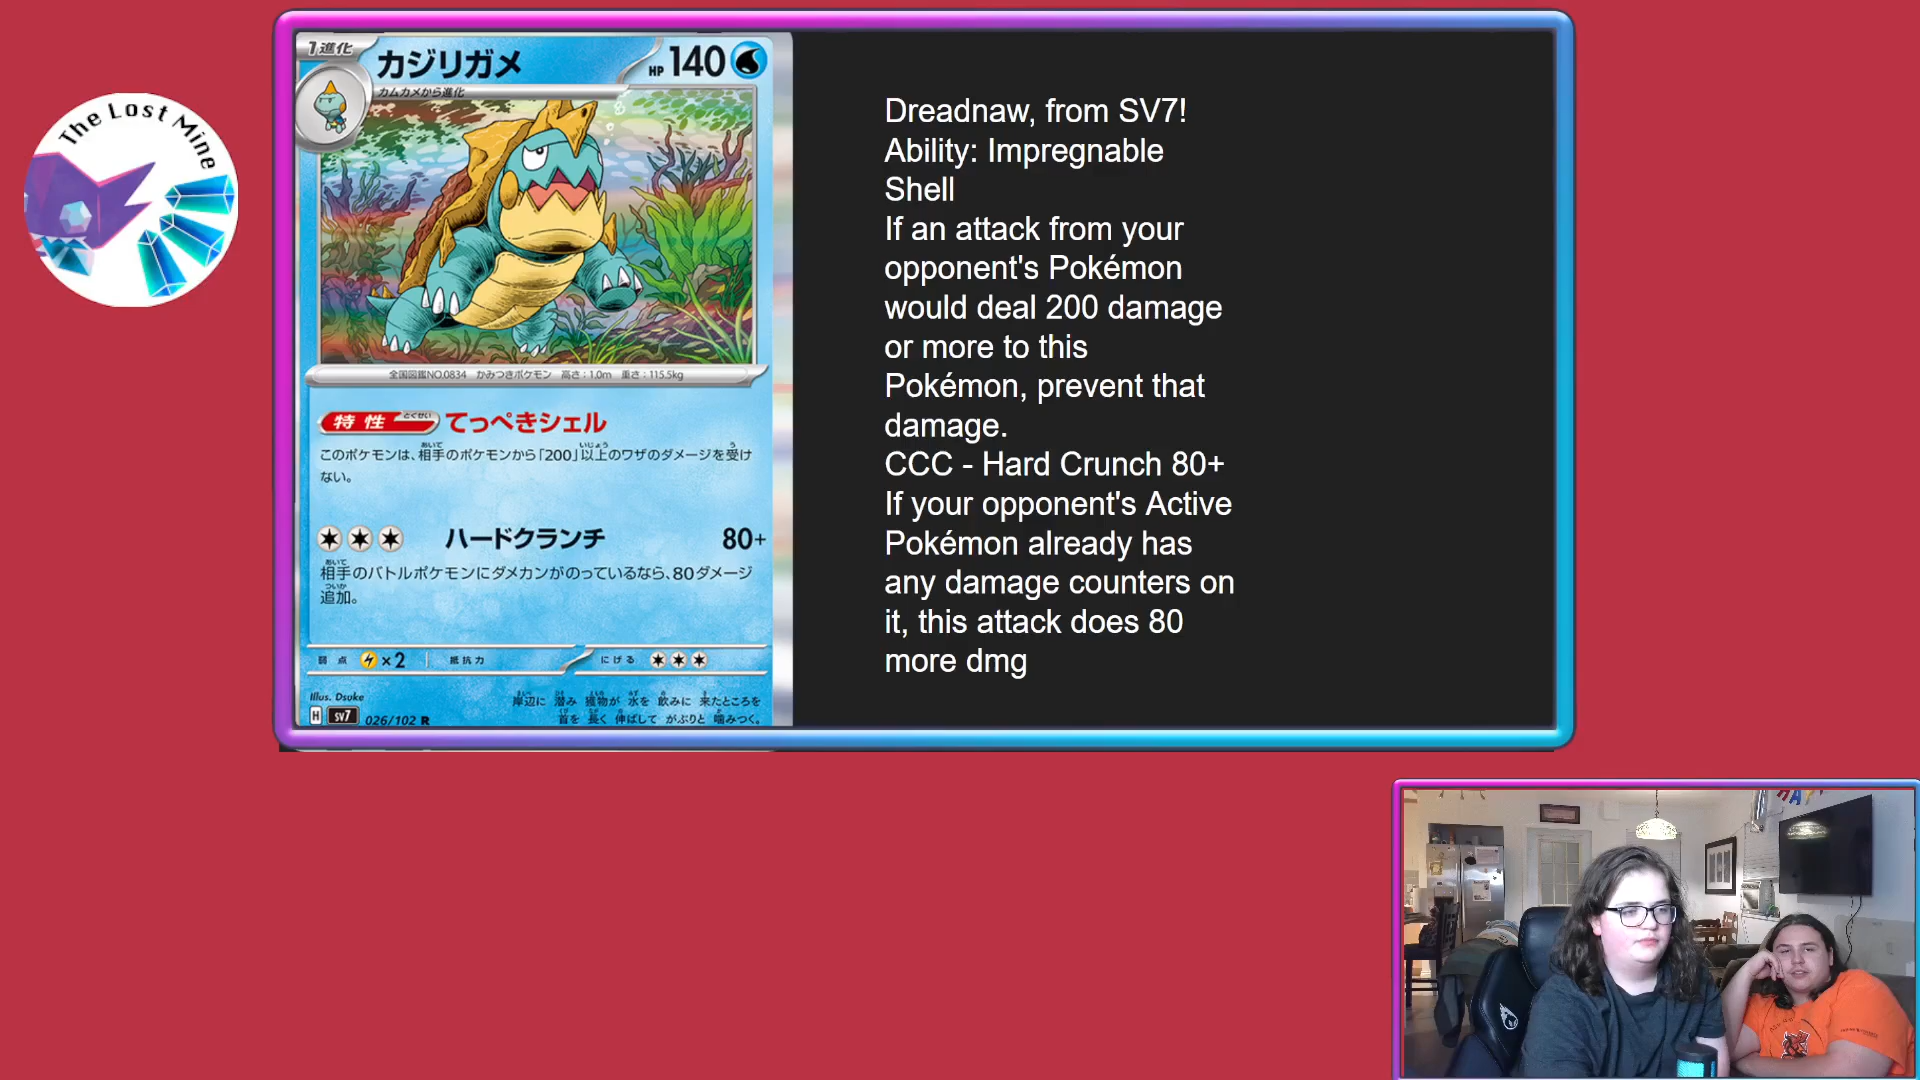 The Lost Mine
1進化
カジリガメ
HP 140
カムカメから進化
全国図鑑NO.0834 かみつきポケモン 高さ:1.0m 重さ:115.5kg
特性 とくせい てっぺきシェル
このポケモンは、相手のポケモンから「200」以上のワザのダメージを受け
ない。
ハードクランチ 80+
相手のバトルポケモンにダメカンがのっているなら、80ダメージ
追加。
弱点 ×2 抵抗力 にげる
Illus. Dsuke
岸辺に 潜み 獲物が 水を 飲みに 来たところを
首を 長く 伸ばして がぶりと 噛みつく。
H sv7 026/102 R
Dreadnaw, from SV7!
Ability: Impregnable
Shell
If an attack from your
opponent's Pokémon
would deal 200 damage
or more to this
Pokémon, prevent that
damage.
CCC - Hard Crunch 80+
If your opponent's Active
Pokémon already has
any damage counters on
it, this attack does 80
more dmg